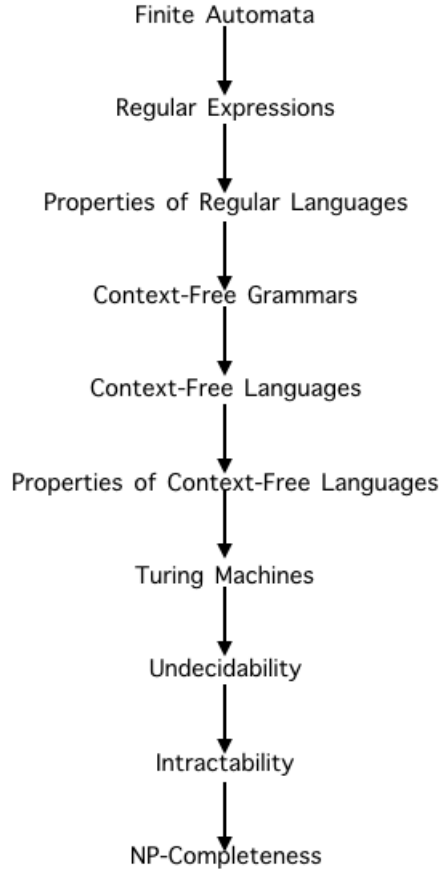 Finite Automata
Regular Expressions
Properties of Regular Languages
Context-Free Grammars
Context-Free Languages
Properties of Context-Free Languages
Turing Machines
Undecidability
Intractability
NP-Completeness